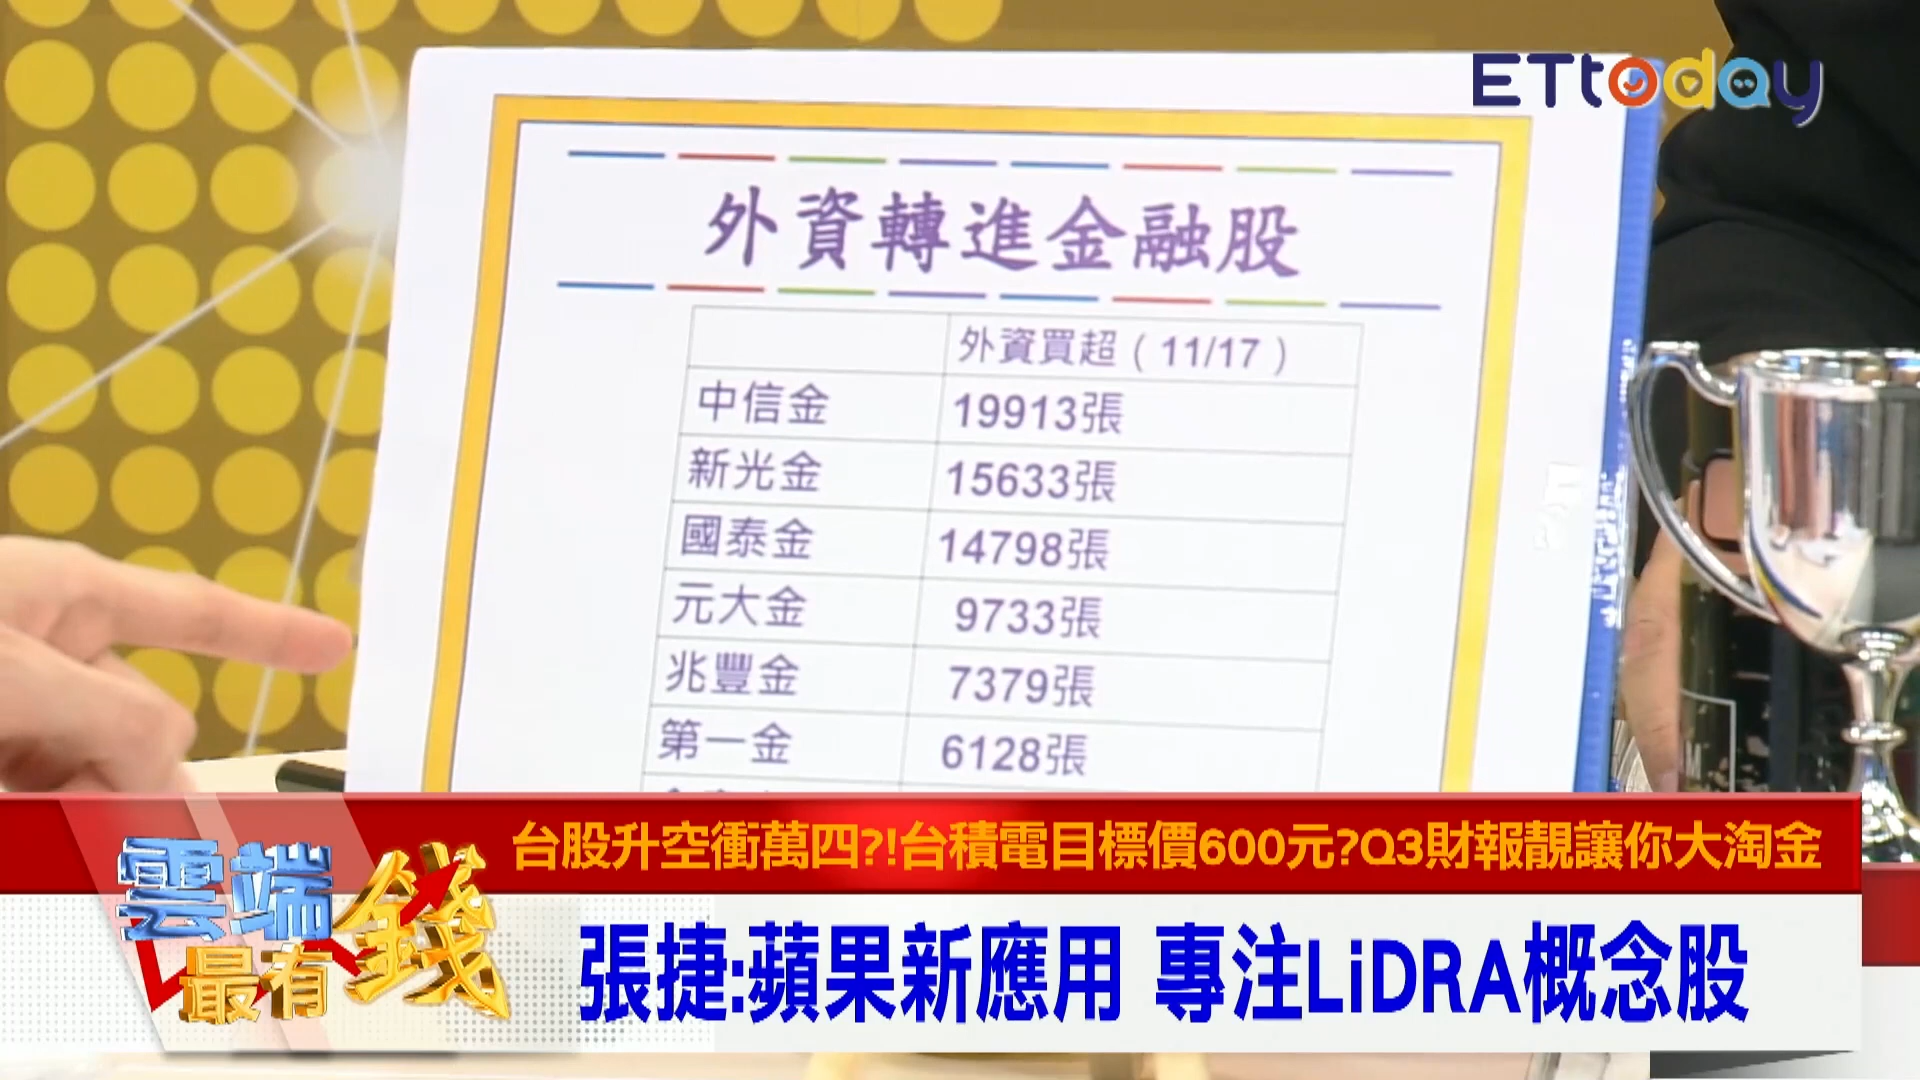 ETtoday
外資轉進金融股
外資買超（11/17）
中信金 19913張
新光金 15633張
國泰金 14798張
元大金 9733張
兆豐金 7379張
第一金 6128張
台股升空衝萬四?!台積電目標價600元?Q3財報靚讓你大淘金
雲端最有錢
張捷:蘋果新應用 專注LiDRA概念股